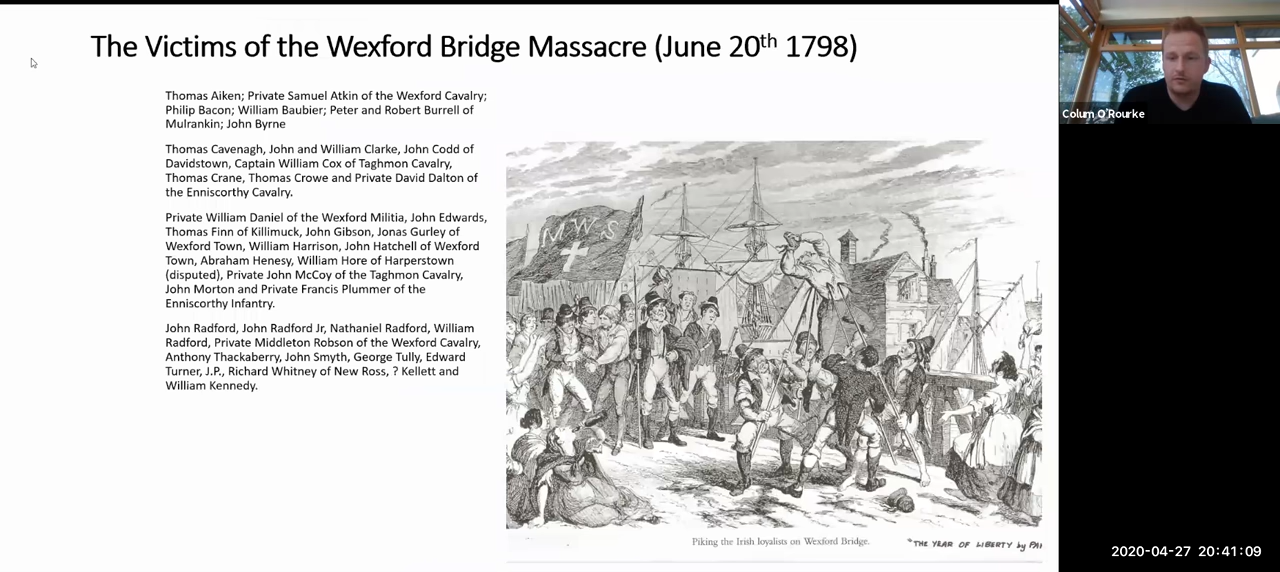 The Victims of the Wexford Bridge Massacre (June 20th 1798)
Thomas Aiken; Private Samuel Atkin of the Wexford Cavalry;
Philip Bacon; William Baubier; Peter and Robert Burrell of
Mulrankin; John Byrne
Thomas Cavenagh, John and William Clarke, John Codd of
Davidstown, Captain William Cox of Taghmon Cavalry,
Thomas Crane, Thomas Crowe and Private David Dalton of
the Enniscorthy Cavalry.
Private William Daniel of the Wexford Militia, John Edwards,
Thomas Finn of Killimuck, John Gibson, Jonas Gurley of
Wexford Town, William Harrison, John Hatchell of Wexford
Town, Abraham Henesy, William Hore of Harperstown
(disputed), Private John McCoy of the Taghmon Cavalry,
John Morton and Private Francis Plummer of the
Enniscorthy Infantry.
John Radford, John Radford Jr, Nathaniel Radford, William
Radford, Private Middleton Robson of the Wexford Cavalry,
Anthony Thackaberry, John Smyth, George Tully, Edward
Turner, J.P., Richard Whitney of New Ross, ? Kellett and
William Kennedy.
M.W.S
Piking the Irish loyalists on Wexford Bridge.
"THE YEAR OF LIBERTY by PA
Colum O'Rourke
2020-04-27 20:41:09